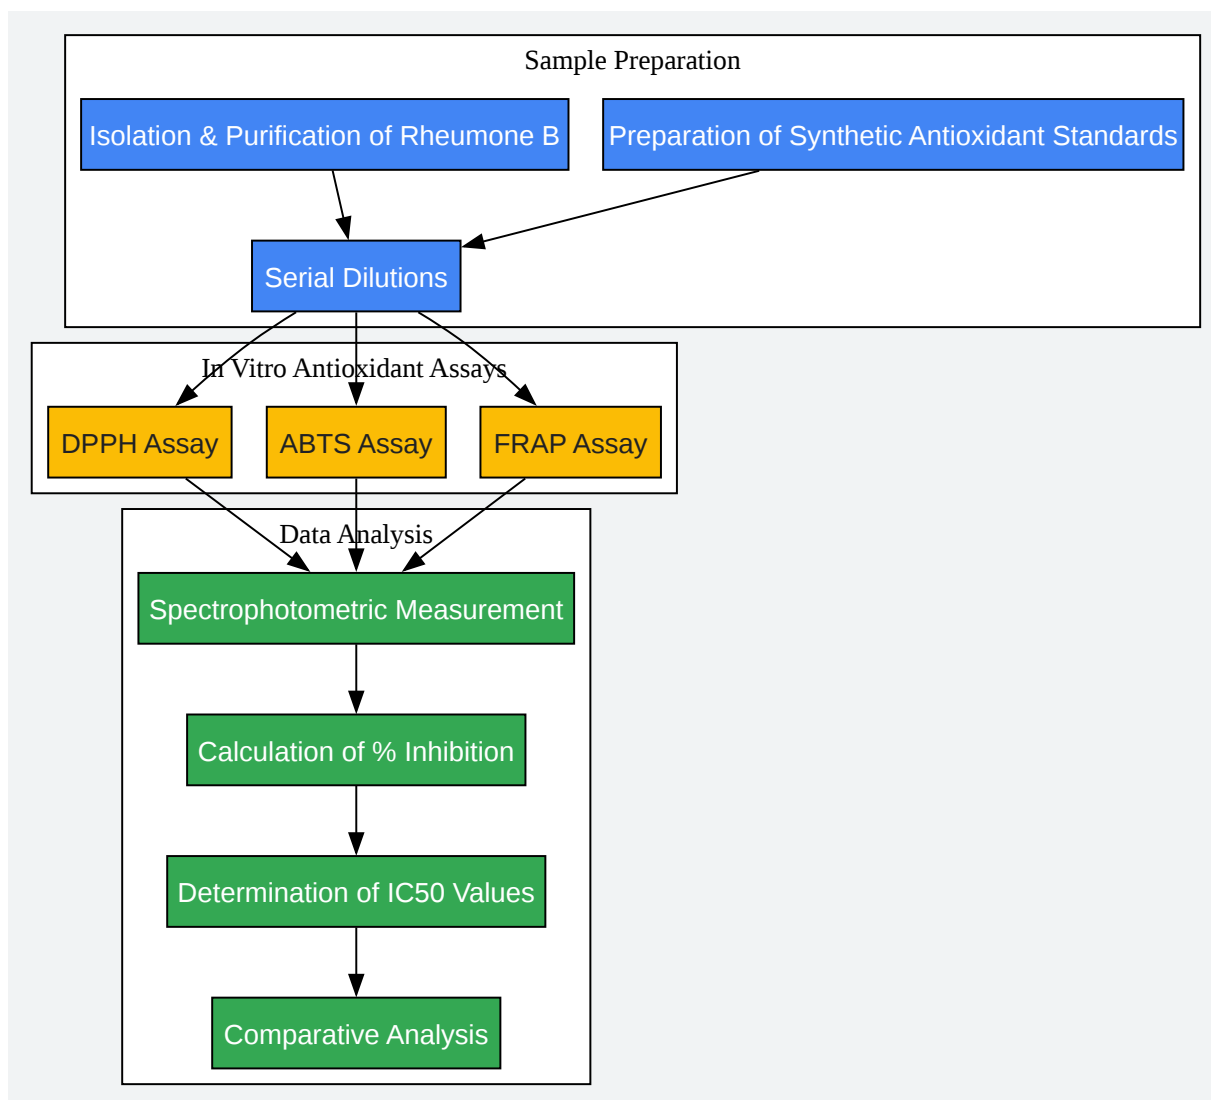 Sample Preparation
Isolation & Purification of Rheumone B
Preparation of Synthetic Antioxidant Standards
Serial Dilutions
In Vitro Antioxidant Assays
DPPH Assay
ABTS Assay
FRAP Assay
Data Analysis
Spectrophotometric Measurement
Calculation of % Inhibition
Determination of IC50 Values
Comparative Analysis